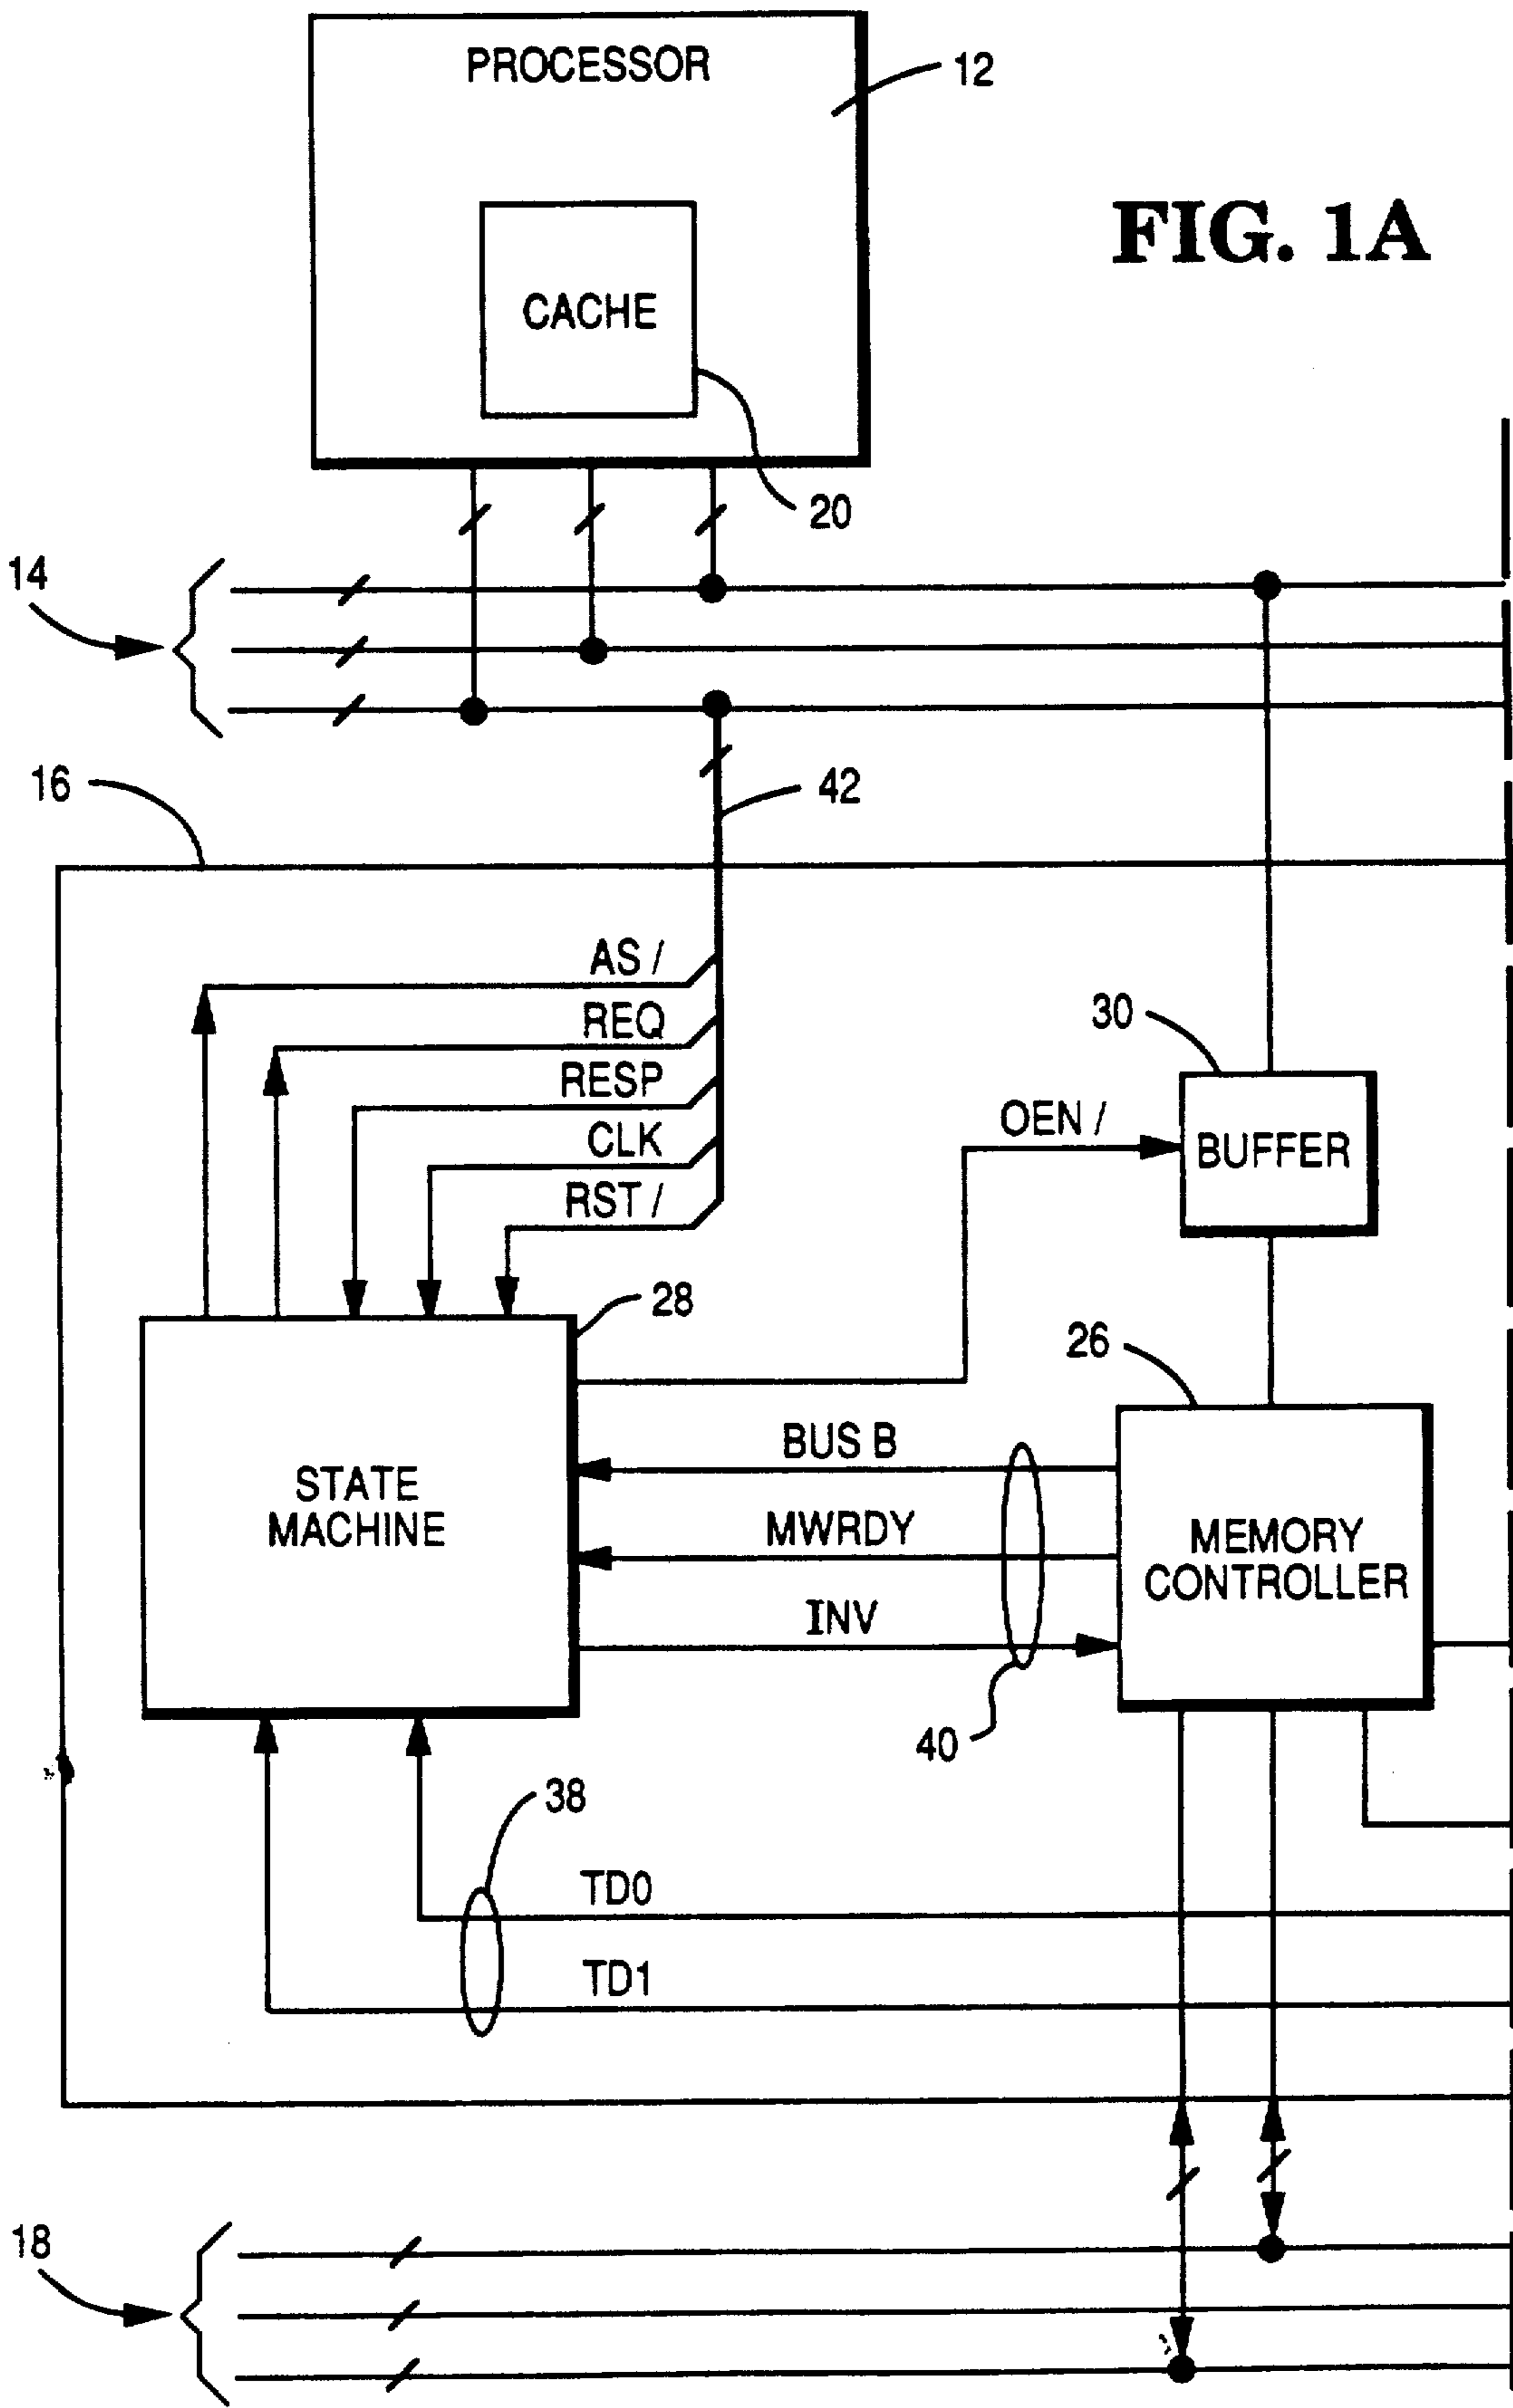 PROCESSOR
12
FIG. 1A
CACHE
20
14
16
42
AS /
REQ
30
RESP
OEN /
CLK
BUFFER
RST /
28
26
BUS B
STATE
MACHINE
MWRDY
MEMORY
CONTROLLER
INV
40
38
TD0
TD1
18